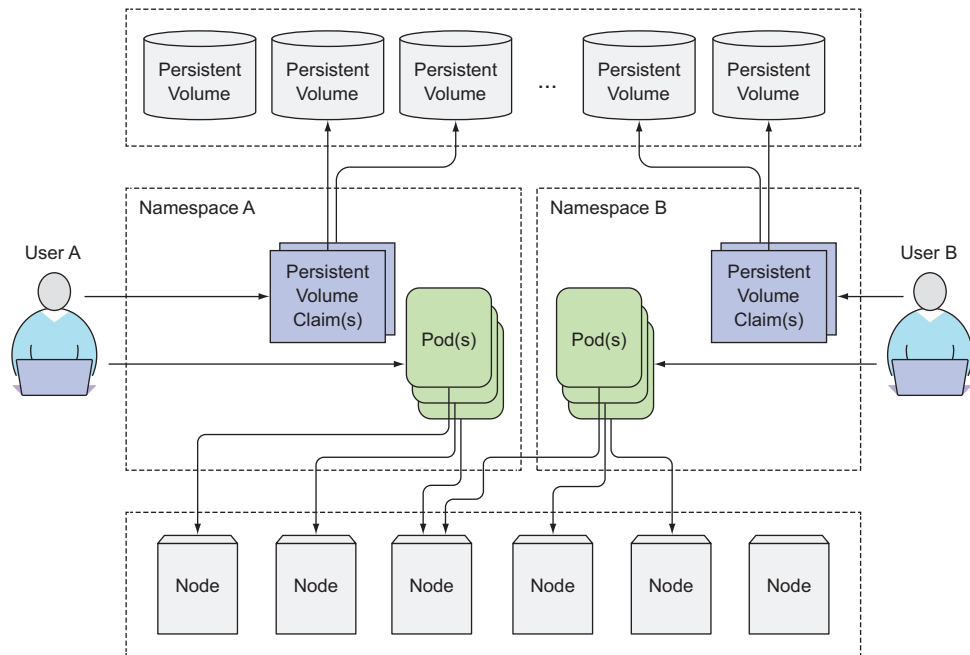 Persistent
Volume
Persistent
Volume
Persistent
Volume
...
Persistent
Volume
Persistent
Volume
Namespace A
Namespace B
User A
User B
Persistent
Volume
Claim(s)
Persistent
Volume
Claim(s)
Pod(s)
Pod(s)
Node
Node
Node
Node
Node
Node